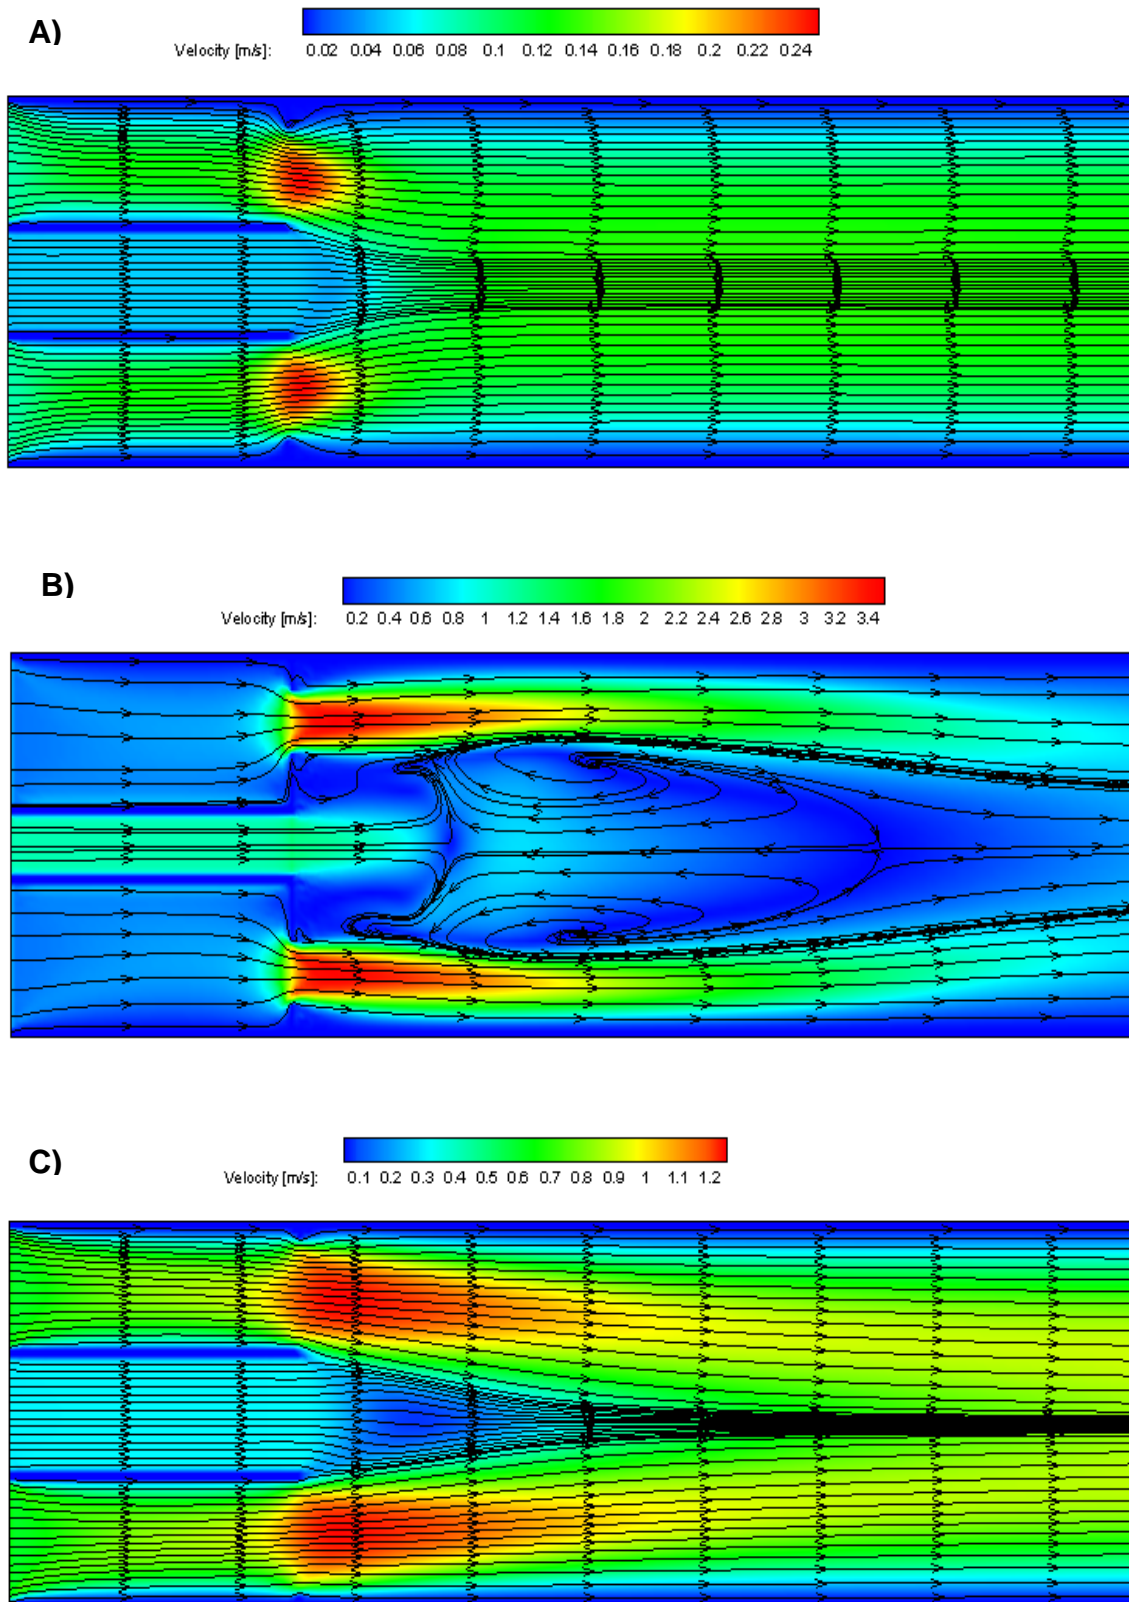 A)
Velocity [m/s]: 0.02 0.04 0.06 0.08 0.1 0.12 0.14 0.16 0.18 0.2 0.22 0.24
B)
Velocity [m/s]: 0.2 0.4 0.6 0.8 1 1.2 1.4 1.6 1.8 2 2.2 2.4 2.6 2.8 3 3.2 3.4
C)
Velocity [m/s]: 0.1 0.2 0.3 0.4 0.5 0.6 0.7 0.8 0.9 1 1.1 1.2